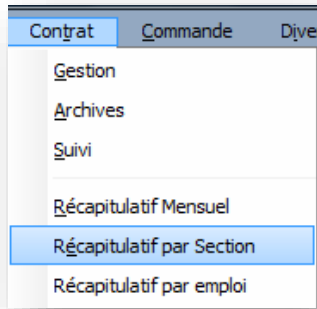 Contrat Commande Dive
Gestion
Archives
Suivi
Récapitulatif Mensuel
Récapitulatif par Section
Récapitulatif par emploi